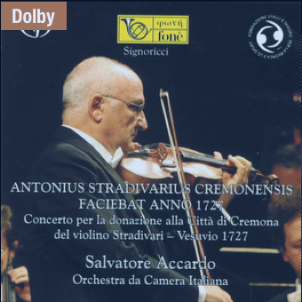 Dolby
φωνή
fonè
Signoricci
ANTONIUS STRADIVARIUS CREMONENSIS
FACIEBAT ANNO 1727
Concerto per la donazione alla Città di Cremona
del violino Stradivari – Vesuvio 1727
Salvatore Accardo
Orchestra da Camera Italiana